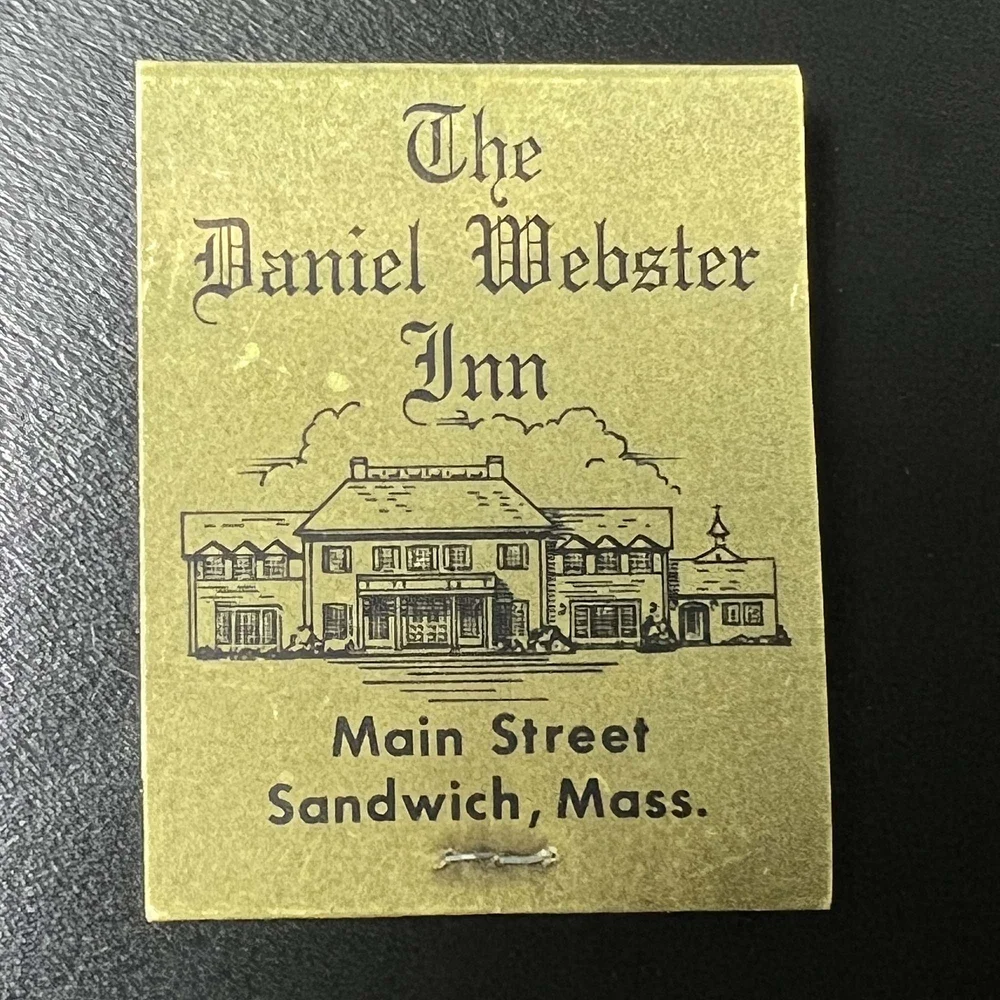 The
Daniel Webster
Inn
Main Street
Sandwich, Mass.